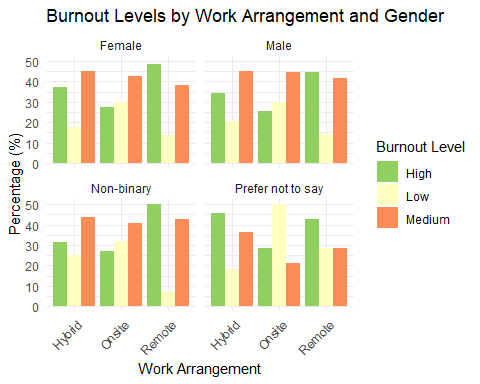 Burnout Levels by Work Arrangement and Gender
Female
Male
50
40
30
20
10
0
Non-binary
Prefer not to say
50
40
30
20
10
0
Hybrid
Onsite
Remote
Hybrid
Onsite
Remote
Percentage (%)
Work Arrangement
Burnout Level
High
Low
Medium